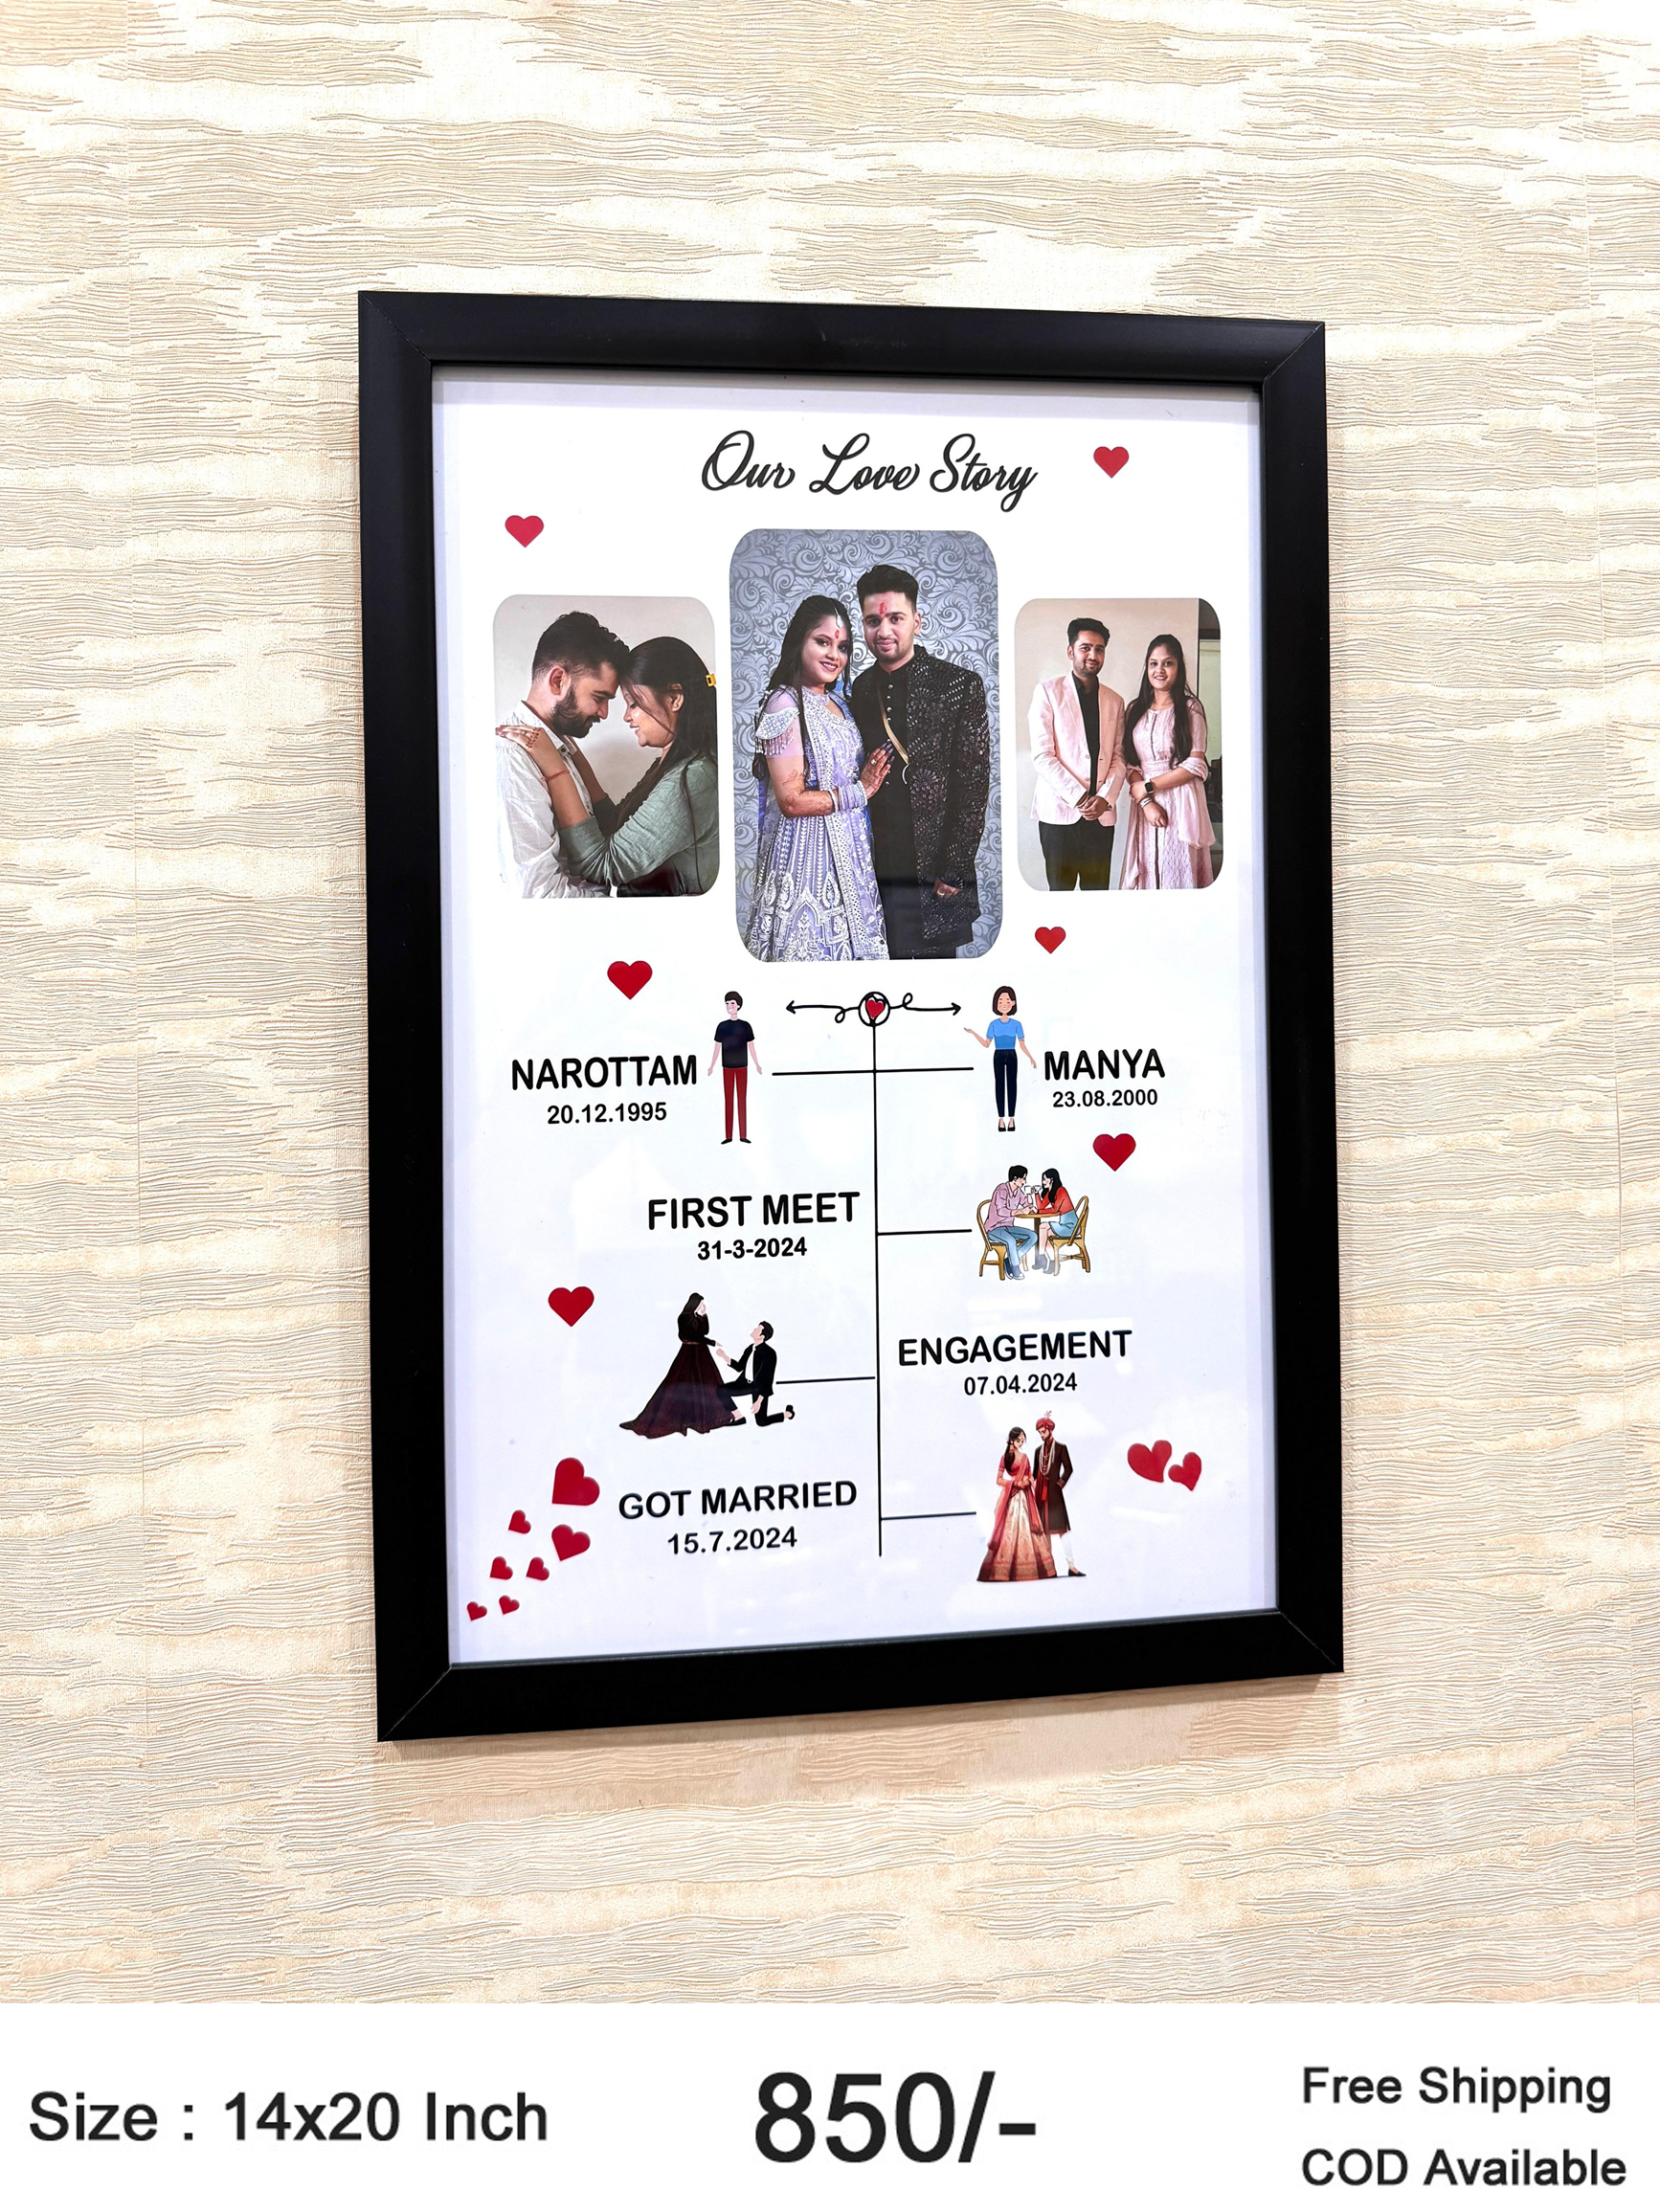 Our Love Story
NAROTTAM
20.12.1995
MANYA
23.08.2000
FIRST MEET
31-3-2024
ENGAGEMENT
07.04.2024
GOT MARRIED
15.7.2024
Size : 14x20 Inch
850/-
Free Shipping
COD Available